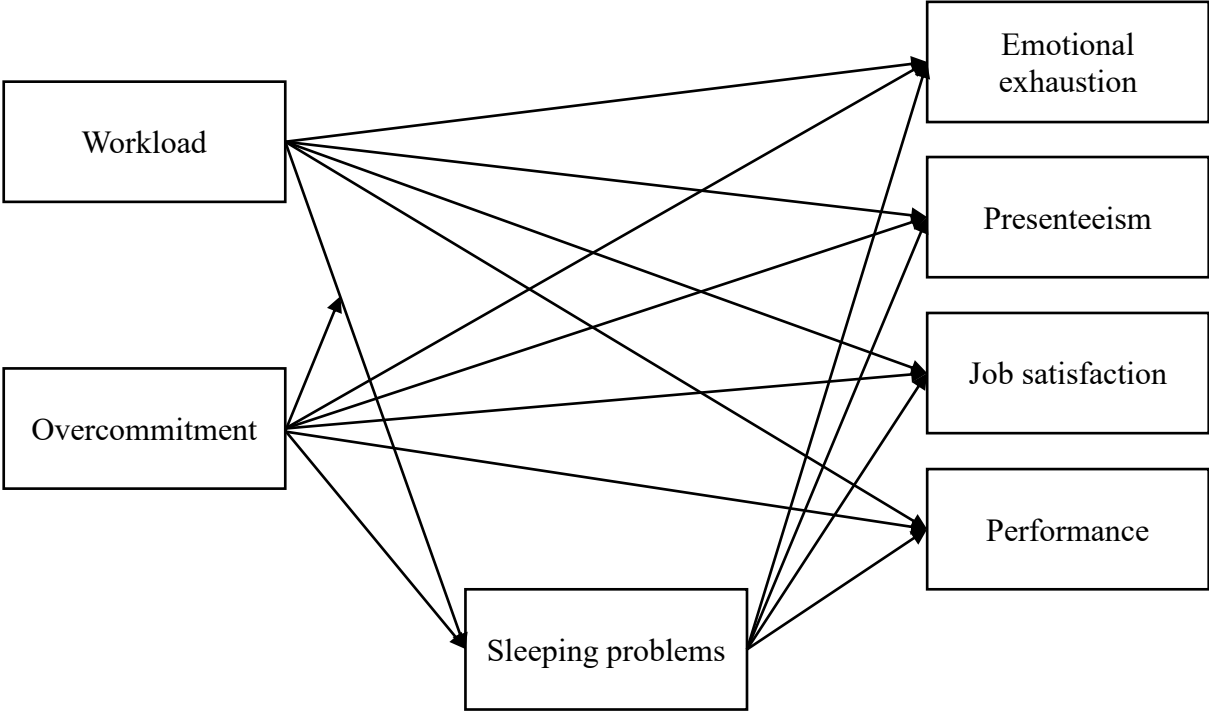 Emotional
exhaustion
Workload
Presenteeism
Job satisfaction
Overcommitment
Performance
Sleeping problems